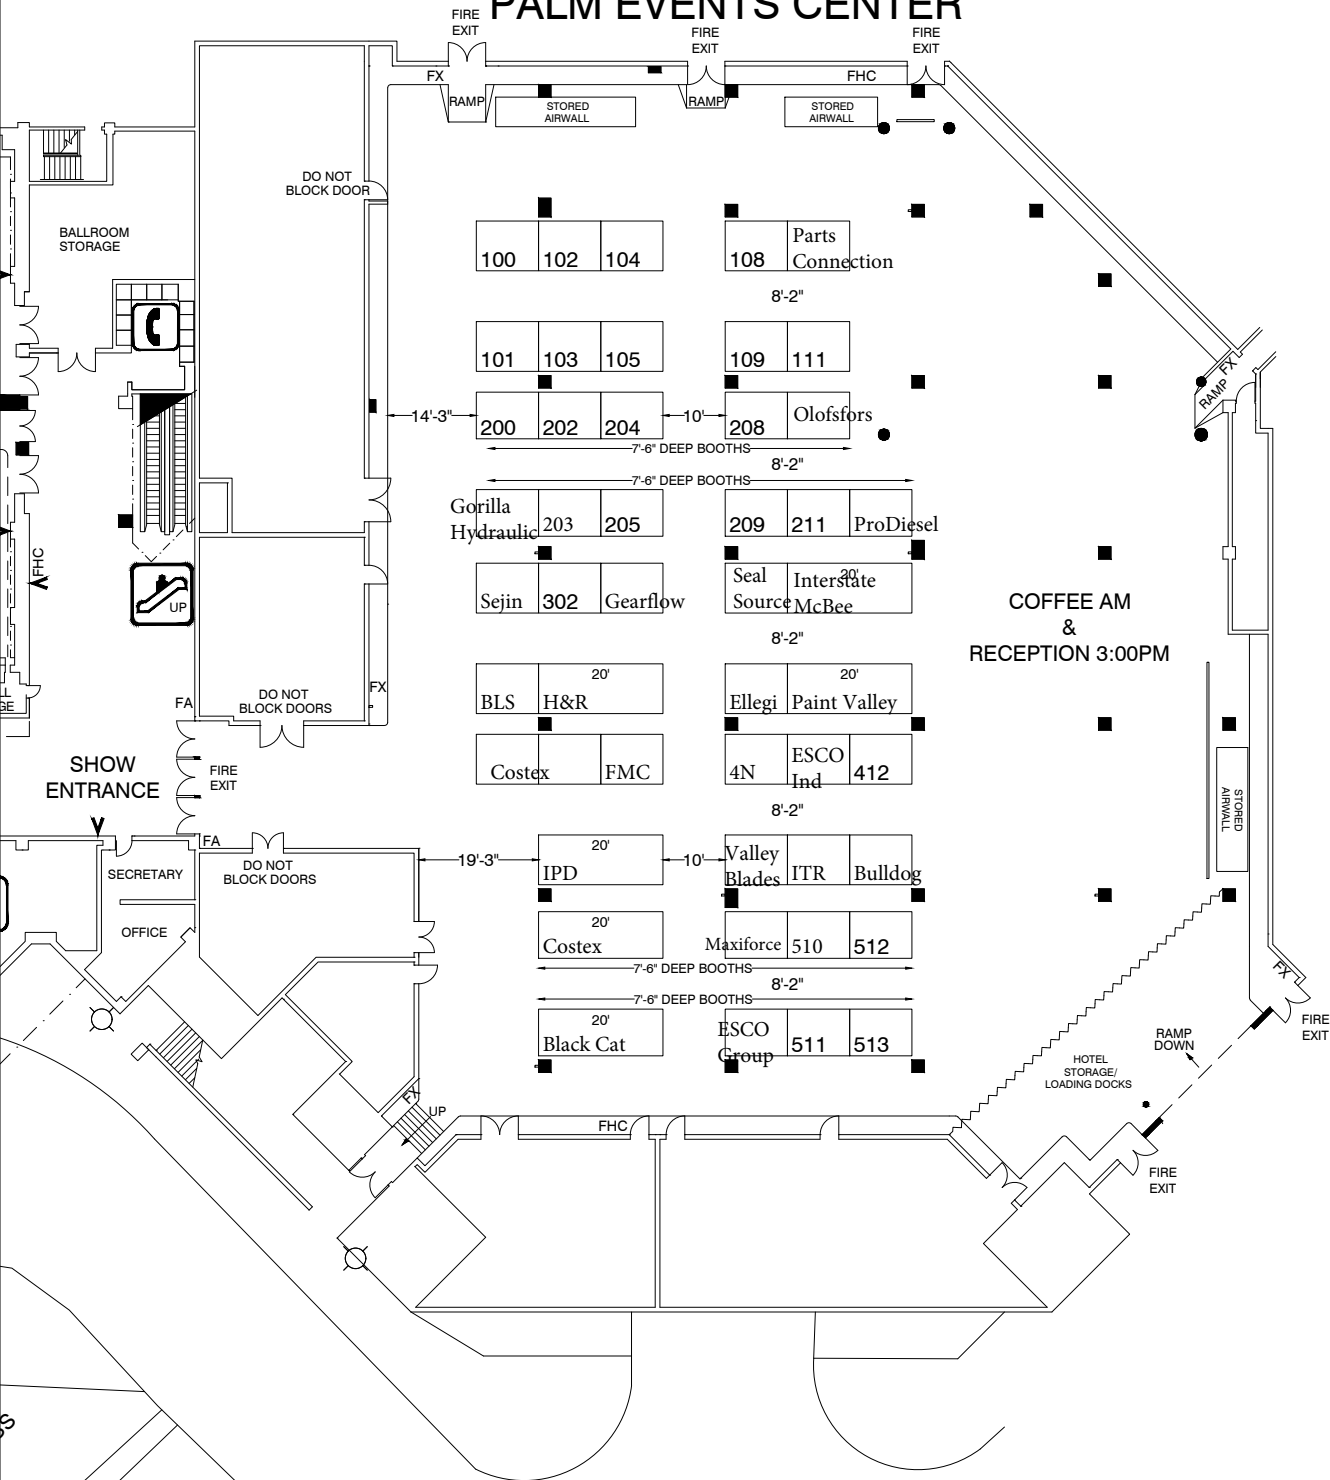 PALM EVENTS CENTER
FIRE
EXIT
FIRE
EXIT
FIRE
EXIT
FX
FHC
RAMP
STORED
AIRWALL
RAMP
STORED
AIRWALL
DO NOT
BLOCK DOOR
BALLROOM
STORAGE
100 102 104
108 Parts
Connection
8'-2"
101 103 105
109 111
FX
RAMP
14'-3"
200 202 204
10'
208 Olofsfors
7'-6" DEEP BOOTHS
8'-2"
7'-6" DEEP BOOTHS
Gorilla
Hydraulic 203 205
209 211 ProDiesel
FHC
UP
Sejin 302 Gearflow
Seal
Source
20'
Interstate
McBee
COFFEE AM
&
RECEPTION 3:00PM
8'-2"
FX
FA
DO NOT
BLOCK DOORS
BLS H&R 20'
Ellegi Paint Valley 20'
SHOW
ENTRANCE
FIRE
EXIT
Costex FMC
4N ESCO
Ind 412
STORED
AIRWALL
8'-2"
FA
DO NOT
BLOCK DOORS
SECRETARY
19'-3"
20'
IPD
10'
Valley
Blades ITR Bulldog
OFFICE
20'
Costex
Maxiforce 510 512
7'-6" DEEP BOOTHS
8'-2"
7'-6" DEEP BOOTHS
FX
FIRE
EXIT
20'
Black Cat
ESCO
Group 511 513
RAMP
DOWN
HOTEL
STORAGE/
LOADING DOCKS
FX
UP
FHC
FIRE
EXIT